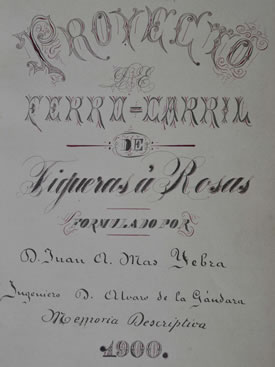 PROYECTO
DE
FERRO=CARRIL
DE
Figueras á Rosas
FORMULADO POR
D. Juan A. Mas Yebra
Ingeniero D. Alvaro de la Gándara
Memoria Descriptiva
1900.